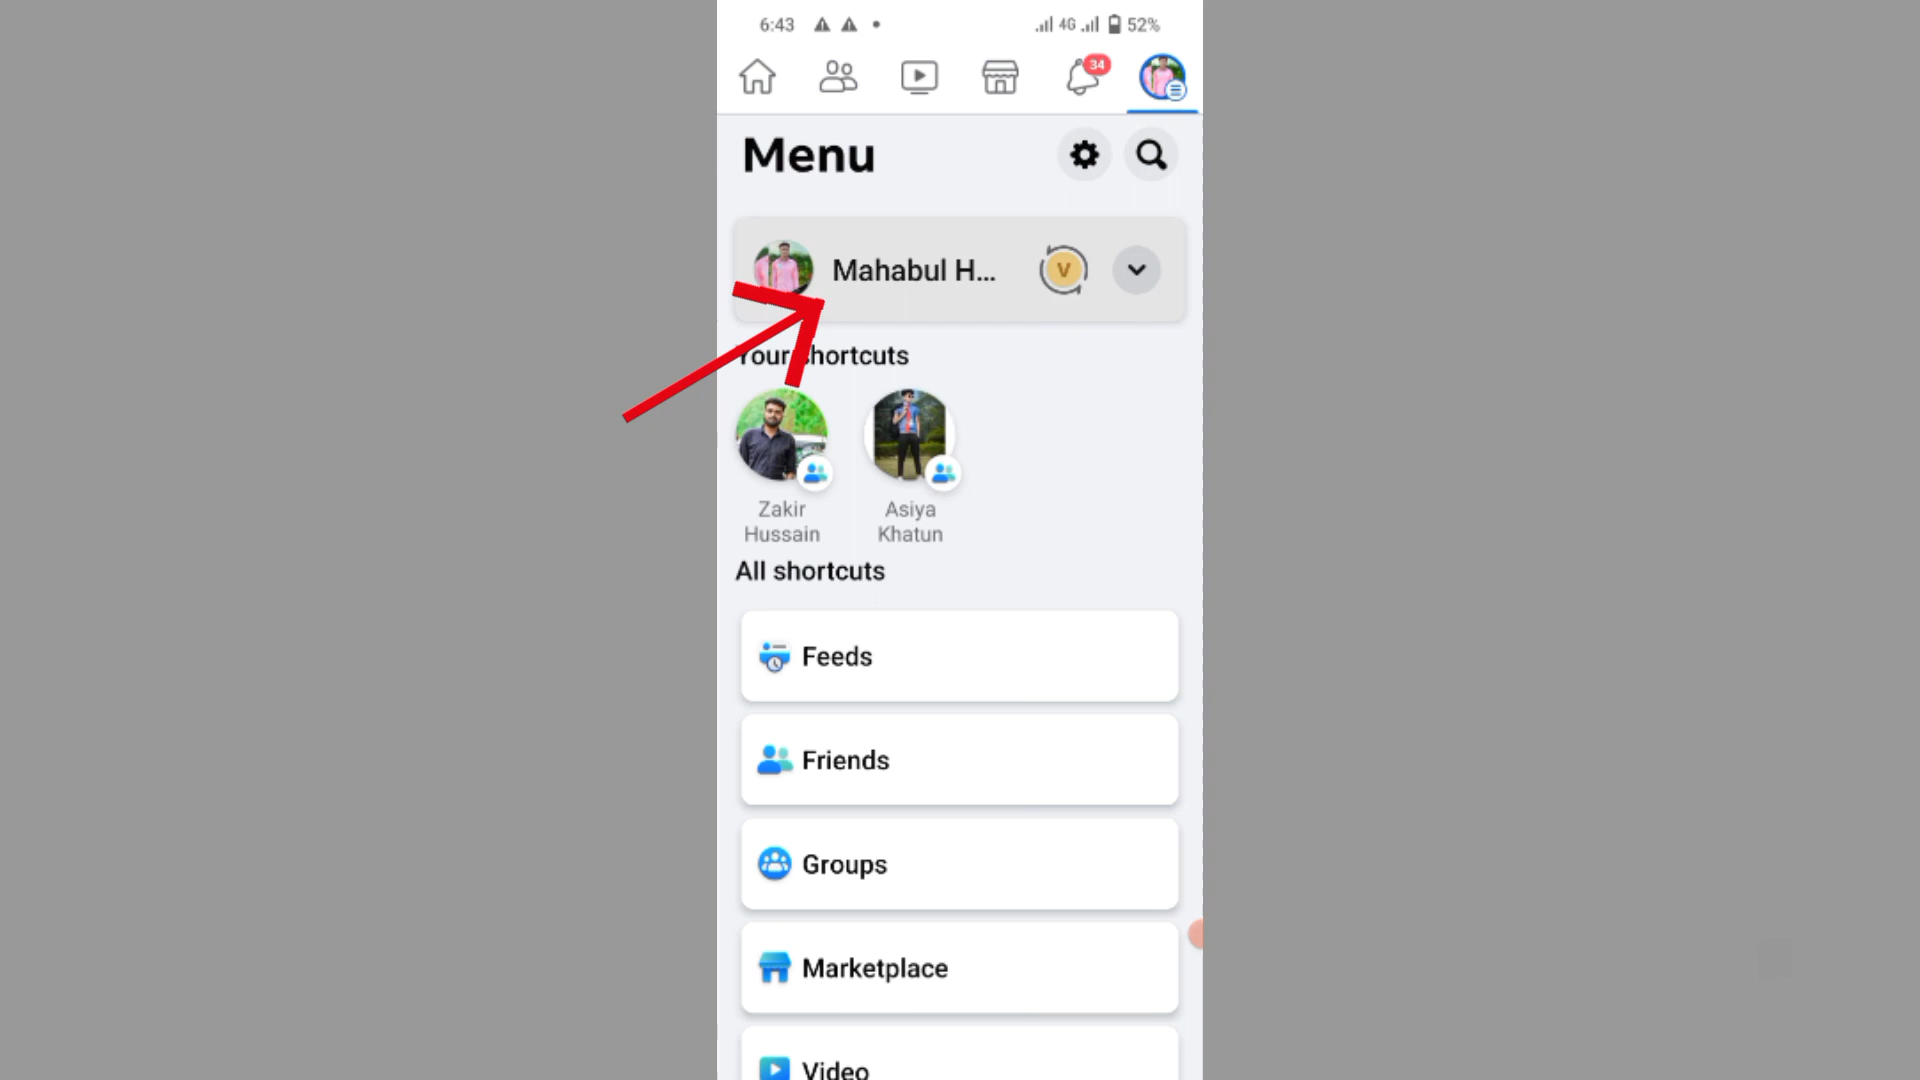 6:43 4G 52%
34
Menu
Mahabul H... V
Your shortcuts
Zakir Hussain
Asiya Khatun
All shortcuts
Feeds
Friends
Groups
Marketplace
Video